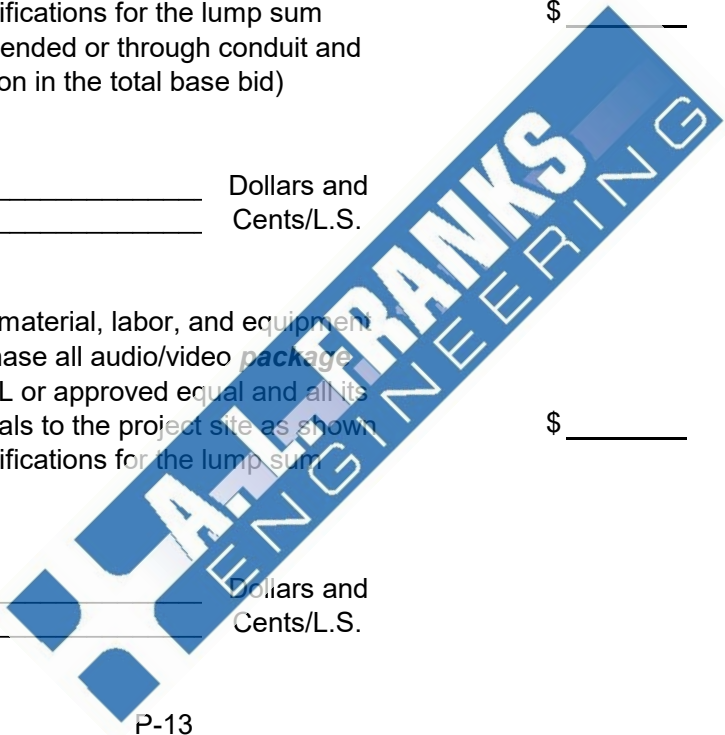 ifications for the lump sum
$
ended or through conduit and
on in the total base bid)
Dollars and
Cents/L.S.
material, labor, and equipment
hase all audio/video package
L or approved equal and all its
als to the project site as shown
$
ifications for the lump sum
Dollars and
Cents/L.S.
A.L. FRANKS
ENGINEERING
P-13